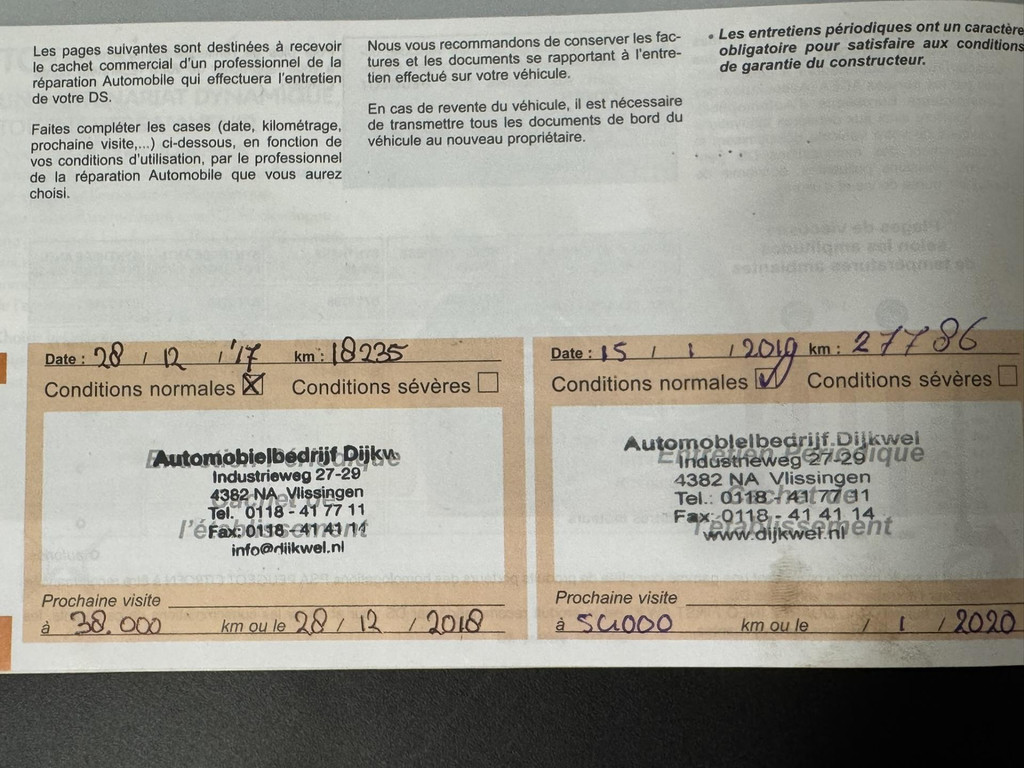 Les pages suivantes sont destinées à recevoir
le cachet commercial d'un professionnel de la
réparation Automobile qui effectuera l'entretien
de votre DS.
Faites compléter les cases (date, kilométrage,
prochaine visite,...) ci-dessous, en fonction de
vos conditions d'utilisation, par le professionnel
de la réparation Automobile que vous aurez
choisi.
Nous vous recommandons de conserver les fac-
tures et les documents se rapportant à l'entre-
tien effectué sur votre véhicule.
En cas de revente du véhicule, il est nécessaire
de transmettre tous les documents de bord du
véhicule au nouveau propriétaire.
• Les entretiens périodiques ont un caractère
obligatoire pour satisfaire aux conditions
de garantie du constructeur.
Date : 28 / 12 / '17 km : 18235
Conditions normales ☒ Conditions sévères ☐
Automobielbedrijf Dijkw
Industrieweg 27-29
4382 NA Vlissingen
Tel. 0118 - 41 77 11
Fax: 0118 - 41 41 14
info@dijkwel.nl
Cachet de
l'établissement
Prochaine visite
à 38.000 km ou le 28 / 12 / 2018
Date : 15 / 1 / 2019 km : 27786
Conditions normales ☑ Conditions sévères ☐
Automobielbedrijf Dijkwel
Entretien Périodique
Industrieweg 27-29
4382 NA Vlissingen
Cachet de
Tel.: 0118 - 41 77 11
Fax: 0118 - 41 41 14
l'établissement
www.dijkwel.nl
Prochaine visite
à km ou le / 1 / 2020